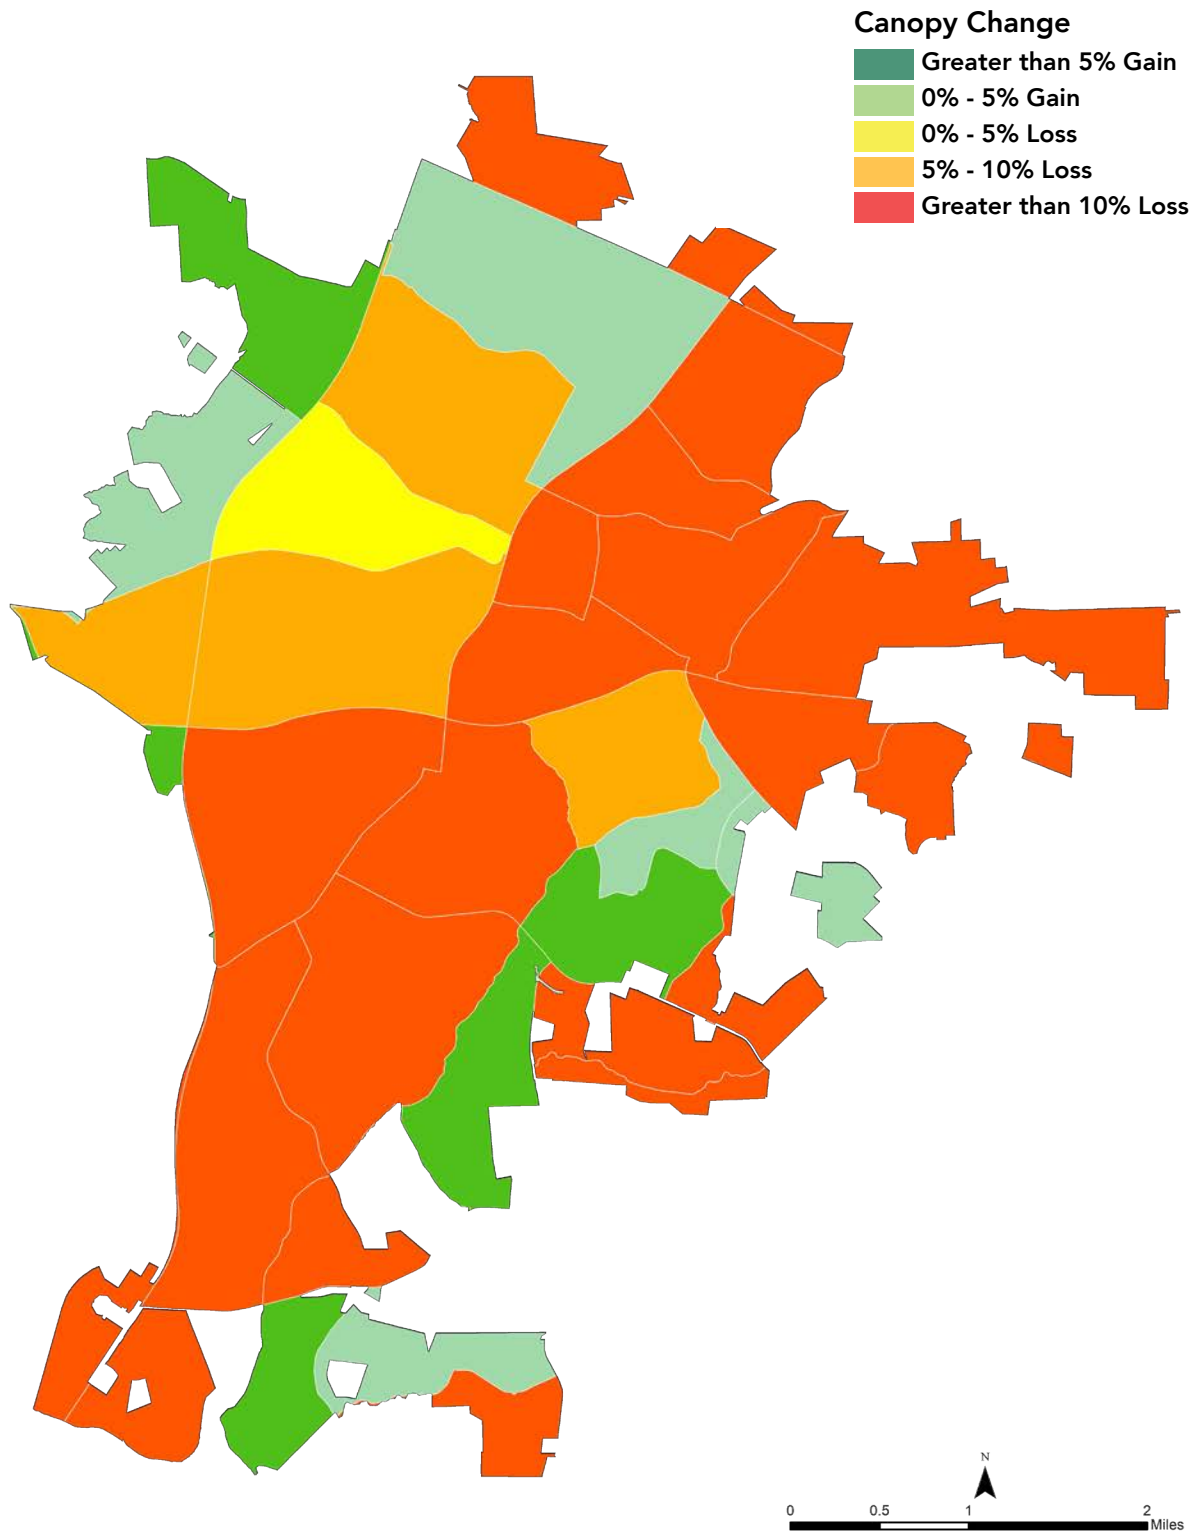 Canopy Change
Greater than 5% Gain
0% - 5% Gain
0% - 5% Loss
5% - 10% Loss
Greater than 10% Loss
N
0 0.5 1 2
Miles